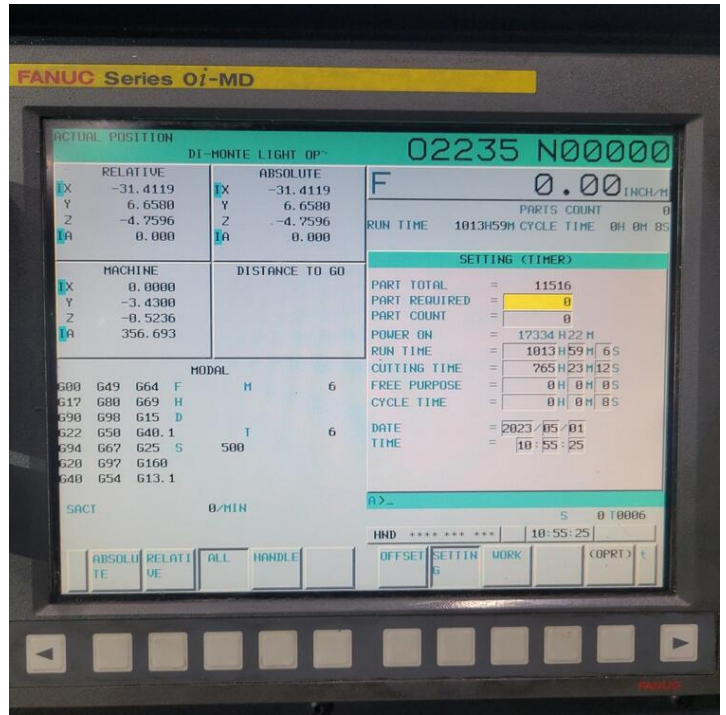 FANUC Series 0i-MD
ACTUAL POSITION
DI-MONTE LIGHT OP~
O2235 N00000
RELATIVE
X -31.4119
Y 6.6580
Z -4.7596
A 0.000
ABSOLUTE
X -31.4119
Y 6.6580
Z -4.7596
A 0.000
MACHINE
X 0.0000
Y -3.4300
Z -0.5236
A 356.693
DISTANCE TO GO
MODAL
G00 G49 G64 F M 6
G17 G80 G69 H
G90 G98 G15 D
G22 G50 G40.1 T 6
G94 G67 G25 S 500
G20 G97 G160
G40 G54 G13.1
SACT 0/MIN
F 0.00 INCH/M
PARTS COUNT 0
RUN TIME 1013H59M CYCLE TIME 0H 0M 8S
SETTING (TIMER)
PART TOTAL = 11516
PART REQUIRED = 0
PART COUNT = 0
POWER ON = 17334 H 22 M
RUN TIME = 1013 H 59 M 6 S
CUTTING TIME = 765 H 23 M 12 S
FREE PURPOSE = 0 H 0 M 0 S
CYCLE TIME = 0 H 0 M 8 S
DATE = 2023/05/01
TIME = 10:55:25
A>_
S 0 T0006
HND **** *** *** 10:55:25
ABSOLU
TE
RELATI
VE
ALL
HANDLE
OFFSET
SETTIN
G
WORK
(OPRT)
FANUC